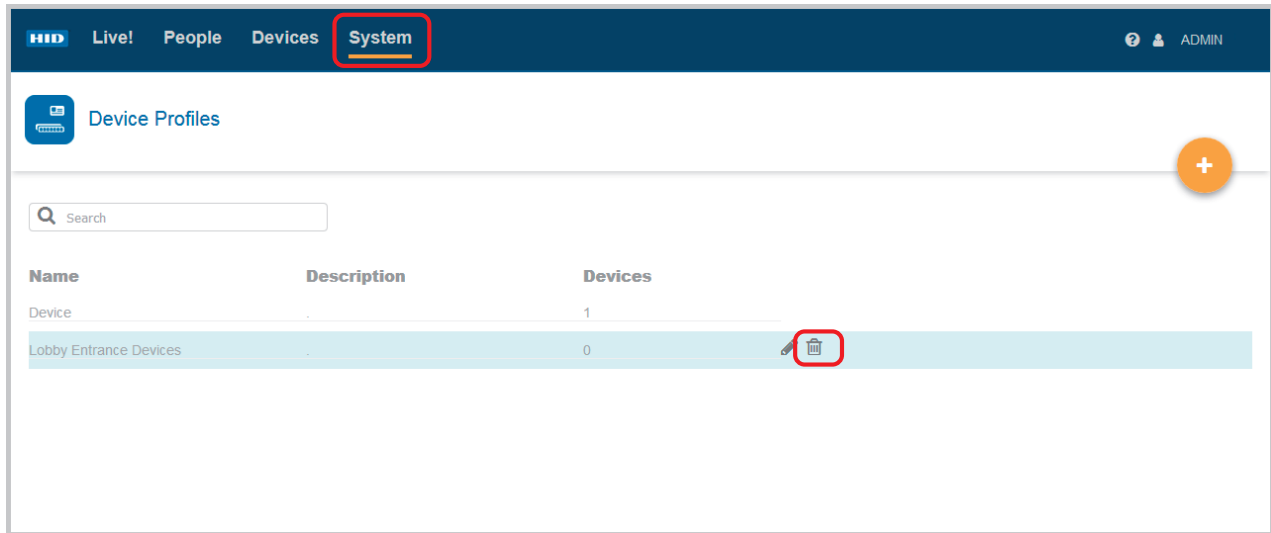 HID Live! People Devices System ADMIN
Device Profiles
Search
Name Description Devices
Device . 1
Lobby Entrance Devices . 0